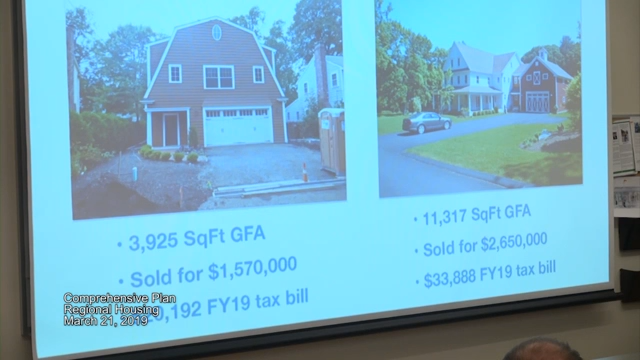 3,925 SqFt GFA
Sold for $1,570,000
,192 FY19 tax bill
11,317 SqFt GFA
Sold for $2,650,000
$33,888 FY19 tax bill
Comprehensive Plan
Regional Housing
March 21, 2019